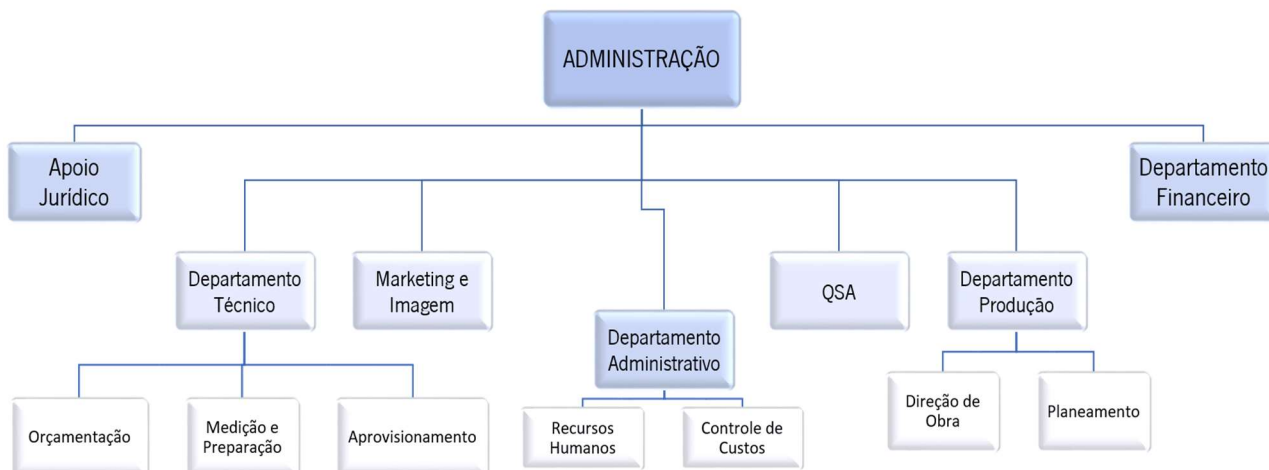 ADMINISTRAÇÃO
Apoio
Jurídico
Departamento
Financeiro
Departamento
Técnico
Marketing e
Imagem
QSA
Departamento
Produção
Departamento
Administrativo
Orçamentação
Medição e
Preparação
Aprovisionamento
Recursos
Humanos
Controle de
Custos
Direção de
Obra
Planeamento